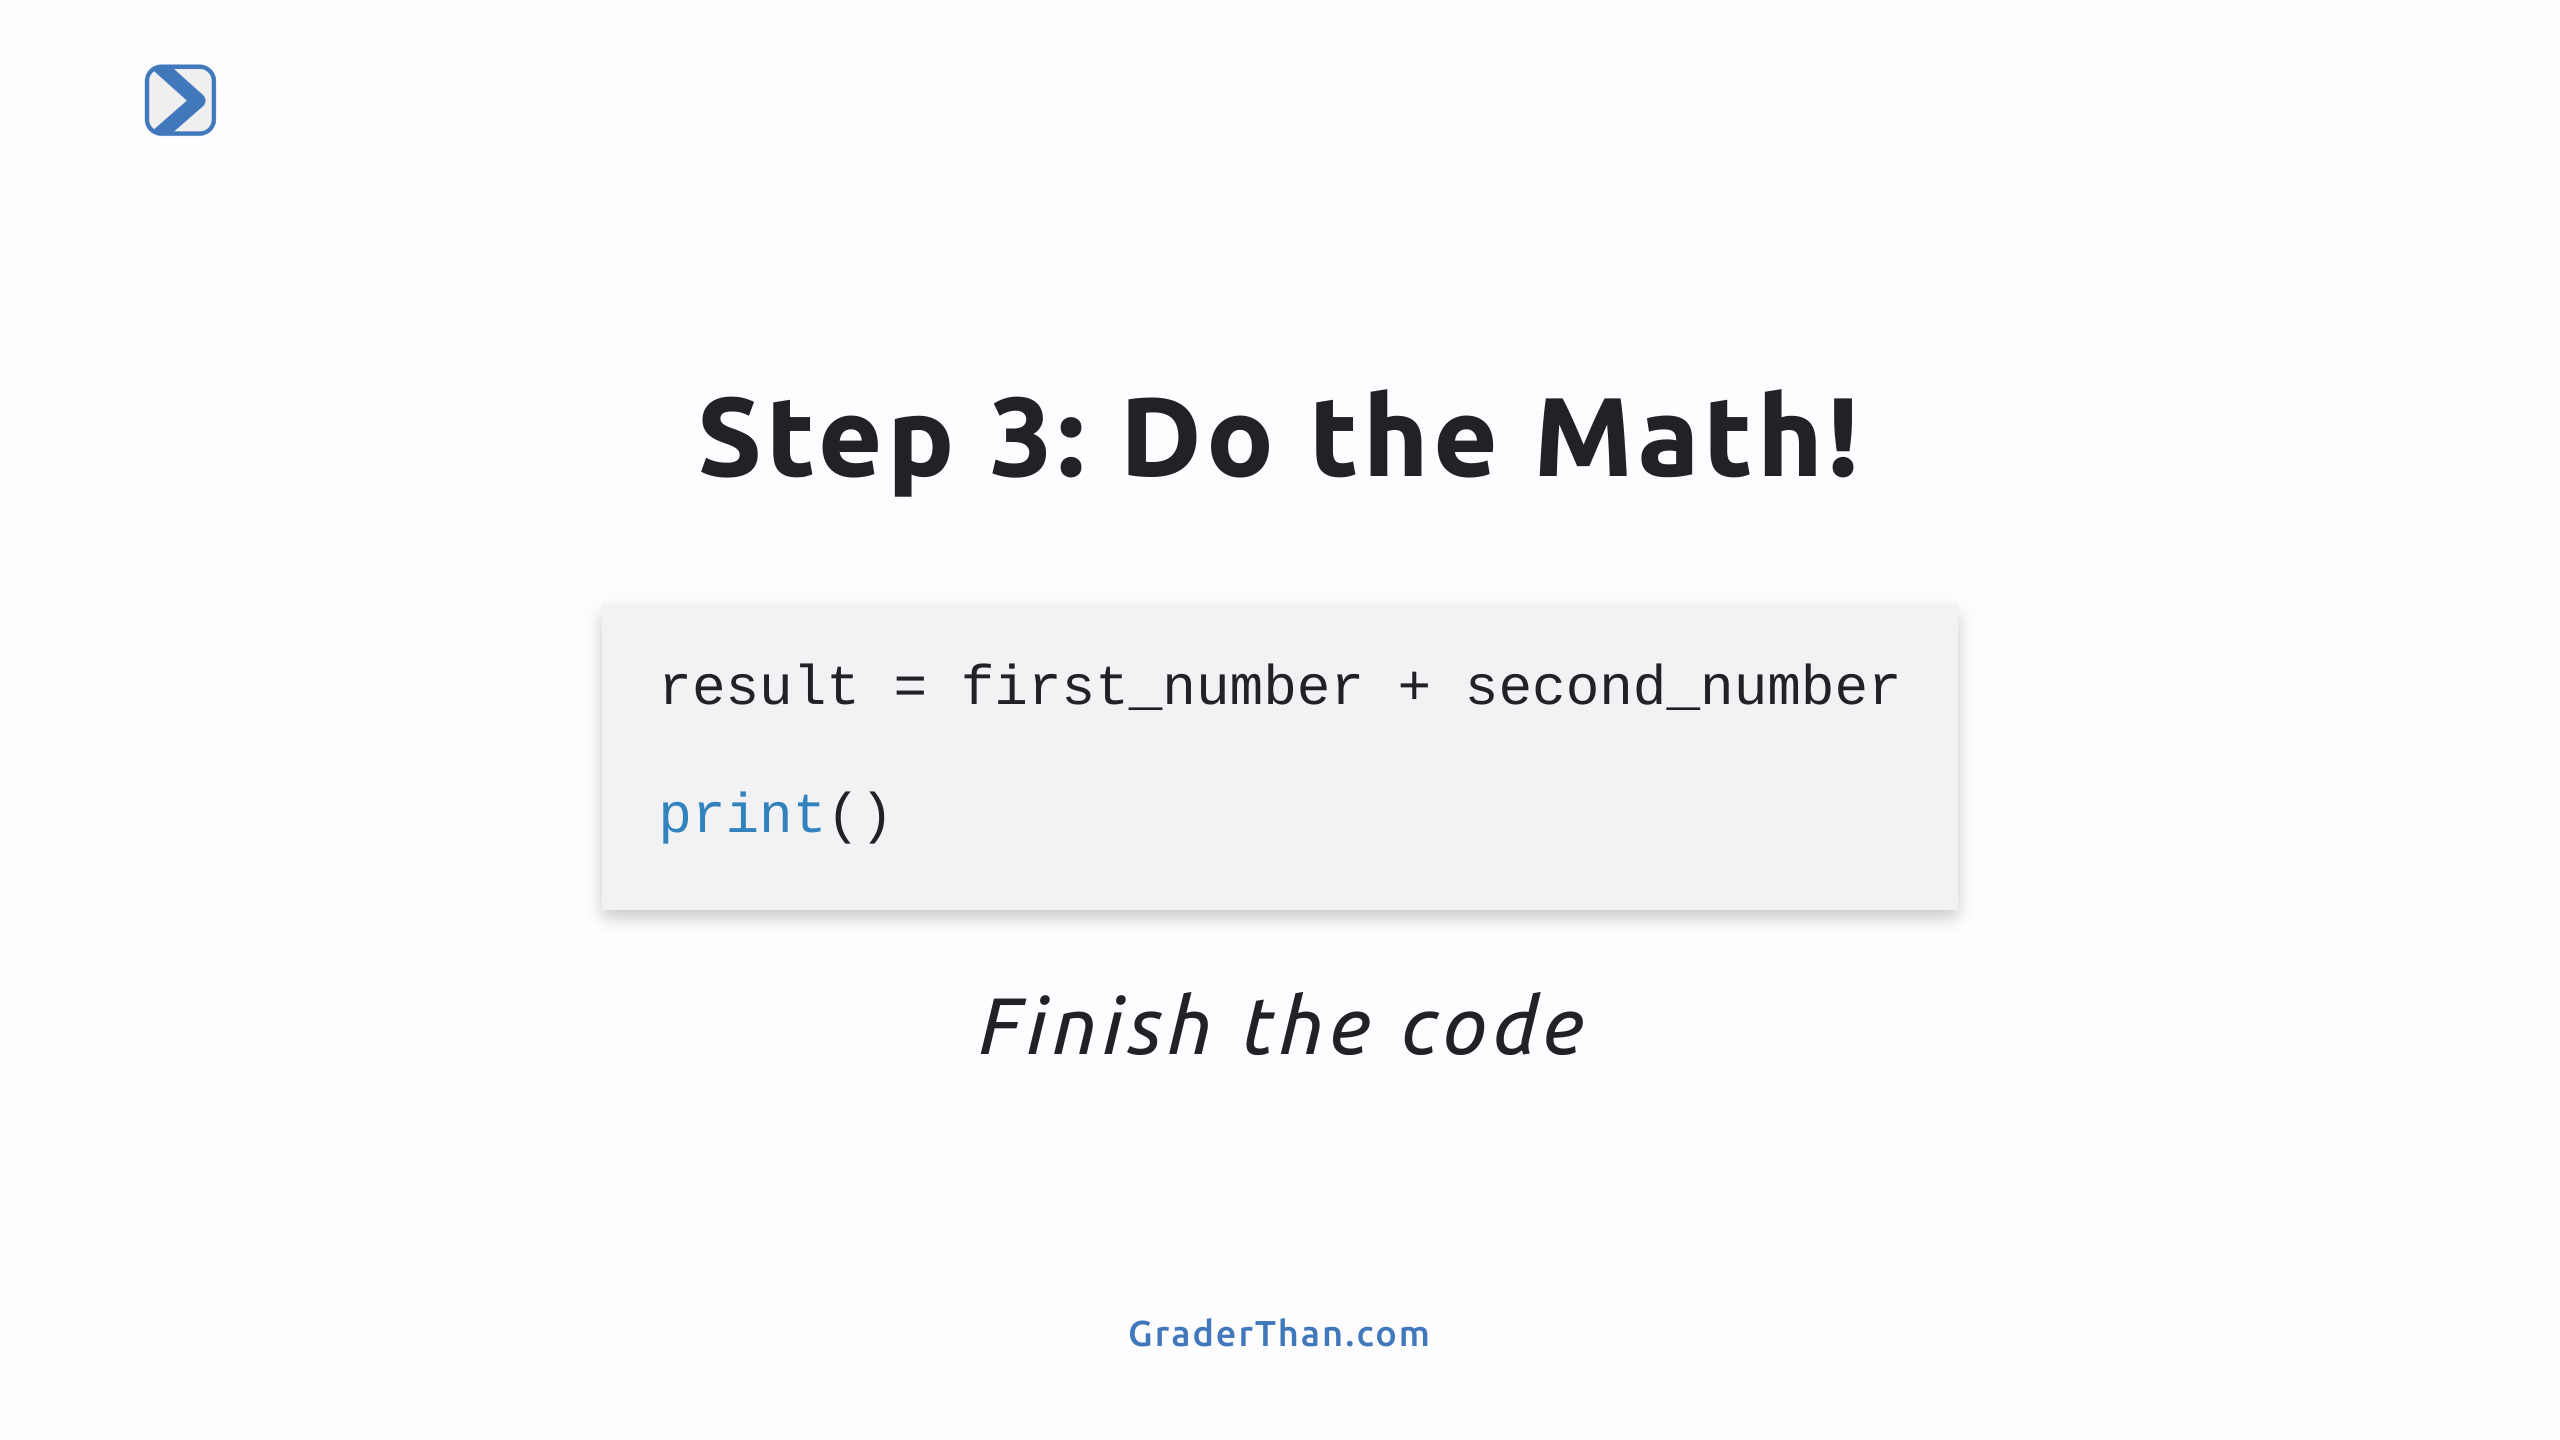 Step 3: Do the Math!
result = first_number + second_number
print()
Finish the code
GraderThan.com